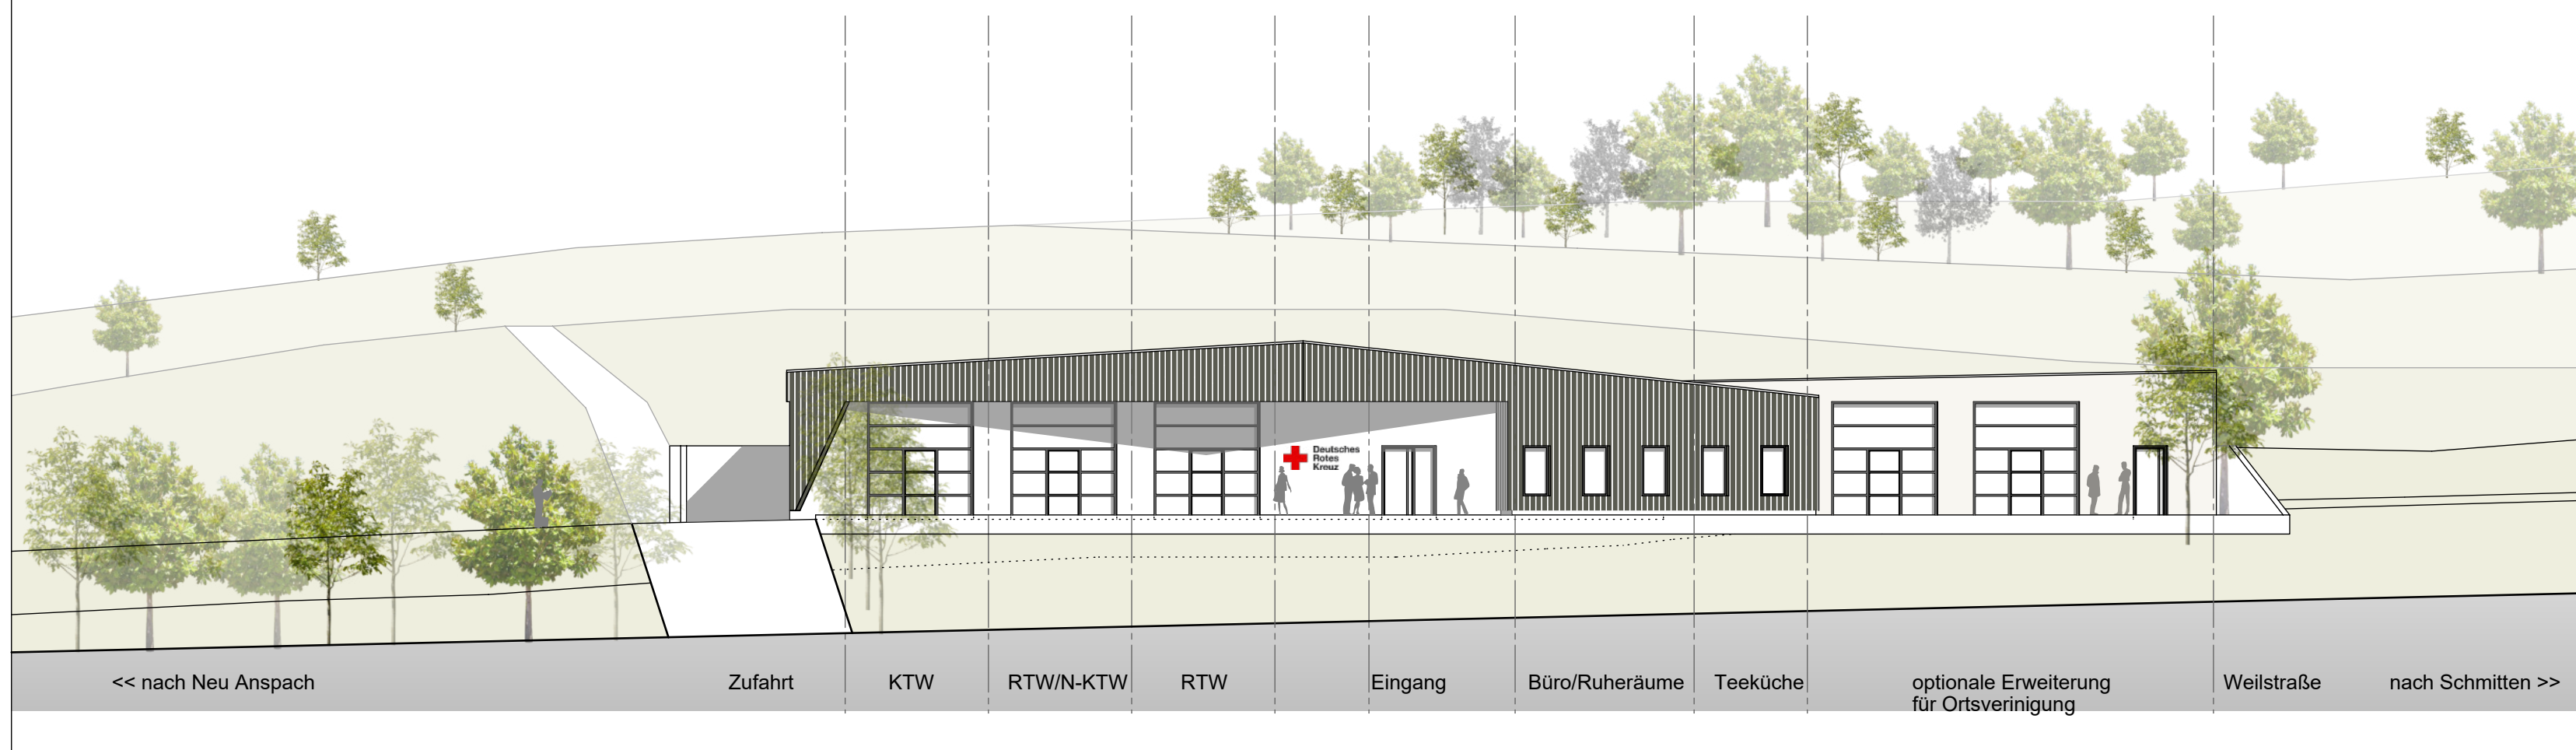 Deutsches
Rotes
Kreuz
<< nach Neu Anspach
Zufahrt
KTW
RTW/N-KTW
RTW
Eingang
Büro/Ruheräume
Teeküche
optionale Erweiterung
für Ortsverinigung
Weilstraße
nach Schmitten >>